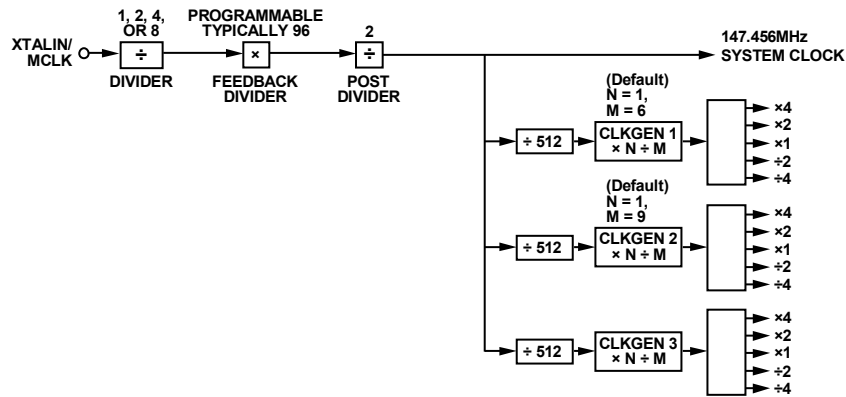 1, 2, 4,
OR 8
PROGRAMMABLE
TYPICALLY 96
2
XTALIN/
MCLK
÷
×
÷
147.456MHz
SYSTEM CLOCK
DIVIDER
FEEDBACK
DIVIDER
POST
DIVIDER
(Default)
N = 1,
M = 6
÷ 512
CLKGEN 1
× N ÷ M
×4
×2
×1
÷2
÷4
(Default)
N = 1,
M = 9
÷ 512
CLKGEN 2
× N ÷ M
×4
×2
×1
÷2
÷4
÷ 512
CLKGEN 3
× N ÷ M
×4
×2
×1
÷2
÷4